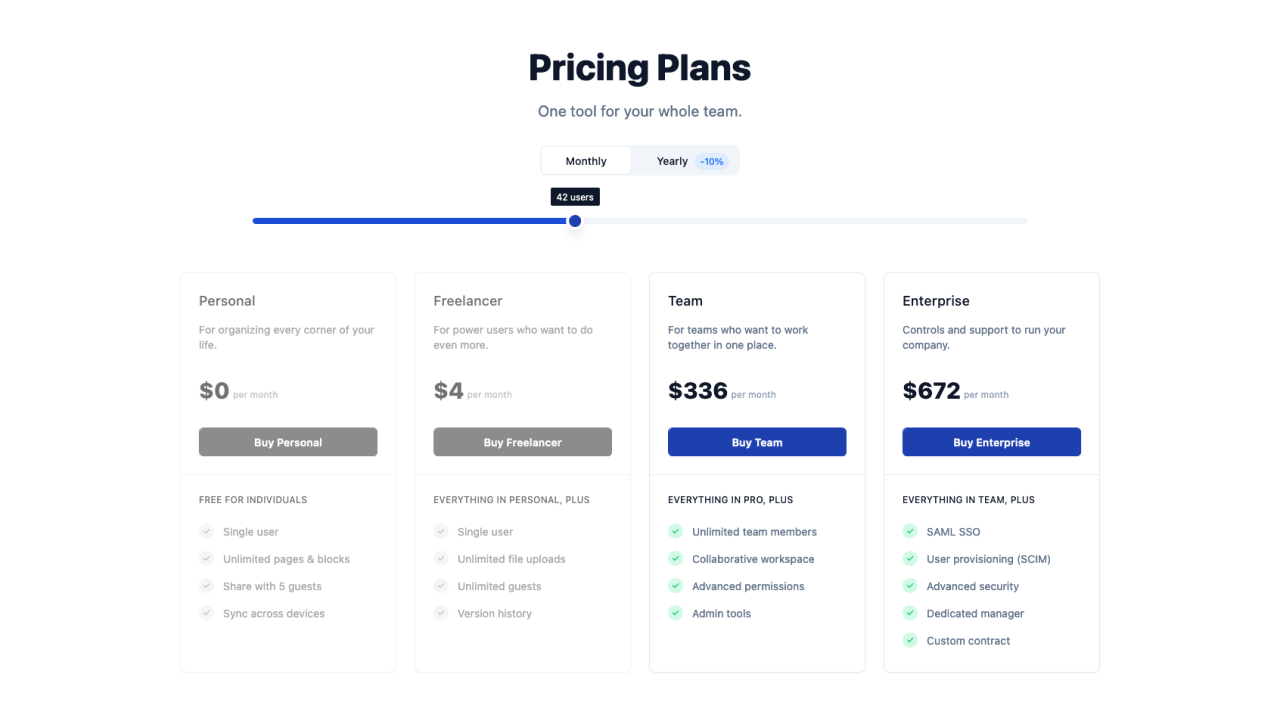 Pricing Plans
One tool for your whole team.
Monthly
Yearly -10%
42 users
Personal
For organizing every corner of your
life.
$0 per month
Buy Personal
FREE FOR INDIVIDUALS
Single user
Unlimited pages & blocks
Share with 5 guests
Sync across devices
Freelancer
For power users who want to do
even more.
$4 per month
Buy Freelancer
EVERYTHING IN PERSONAL, PLUS
Single user
Unlimited file uploads
Unlimited guests
Version history
Team
For teams who want to work
together in one place.
$336 per month
Buy Team
EVERYTHING IN PRO, PLUS
Unlimited team members
Collaborative workspace
Advanced permissions
Admin tools
Enterprise
Controls and support to run your
company.
$672 per month
Buy Enterprise
EVERYTHING IN TEAM, PLUS
SAML SSO
User provisioning (SCIM)
Advanced security
Dedicated manager
Custom contract